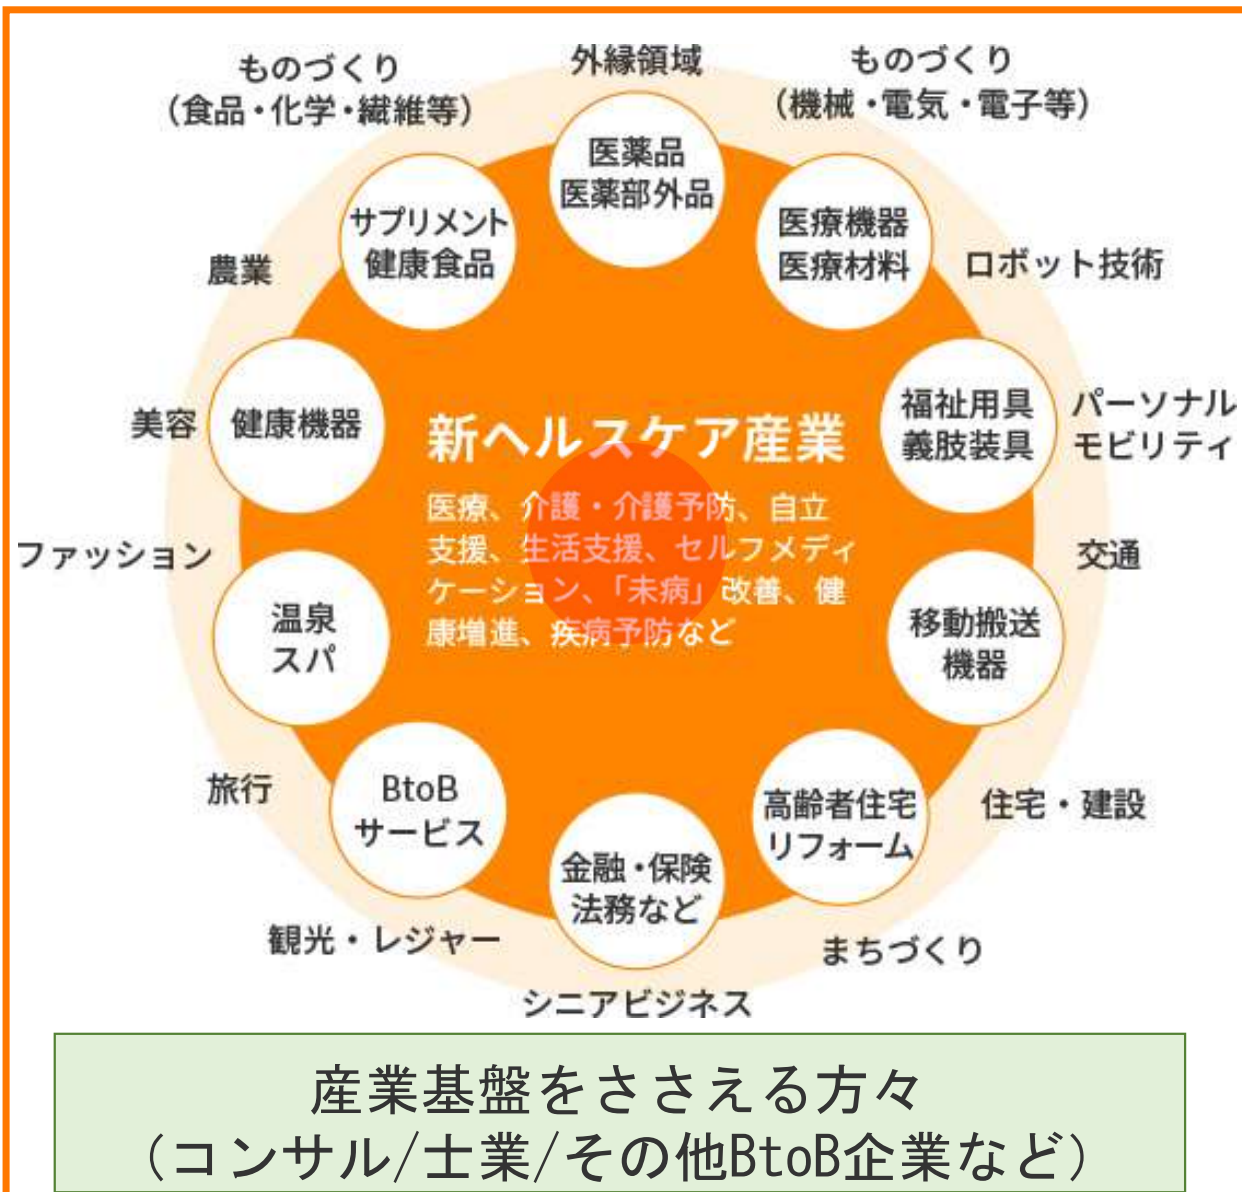 外縁領域
ものづくり
（食品・化学・繊維等）
ものづくり
（機械・電気・電子等）
医薬品
医薬部外品
サプリメント
健康食品
医療機器
医療材料
農業
ロボット技術
美容
健康機器
福祉用具
義肢装具
パーソナル
モビリティ
新ヘルスケア産業
医療、介護・介護予防、自立
支援、生活支援、セルフメディ
ケーション、「未病」改善、健
康増進、疾病予防など
ファッション
交通
温泉
スパ
移動搬送
機器
旅行
BtoB
サービス
高齢者住宅
リフォーム
住宅・建設
金融・保険
法務など
観光・レジャー
まちづくり
シニアビジネス
産業基盤をささえる方々
（コンサル/士業/その他BtoB企業など）